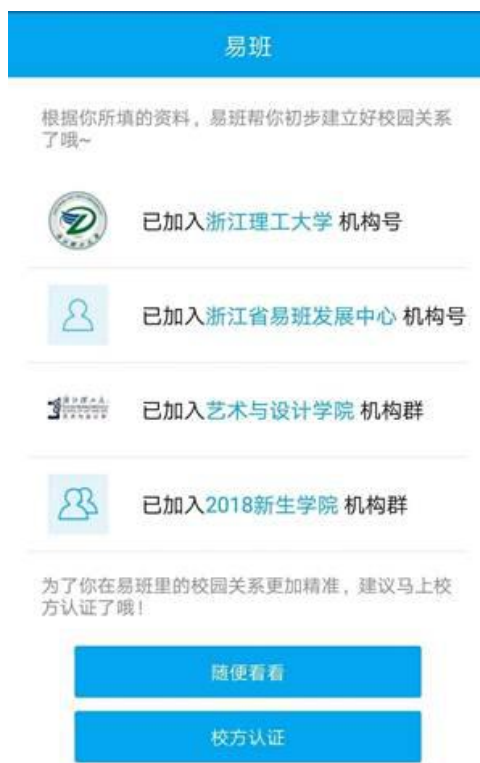 易班
根据你所填的资料，易班帮你初步建立好校园关系
了哦~
已加入浙江理工大学 机构号
已加入浙江省易班发展中心 机构号
已加入艺术与设计学院 机构群
已加入2018新生学院 机构群
为了你在易班里的校园关系更加精准，建议马上校
方认证了哦！
随便看看
校方认证